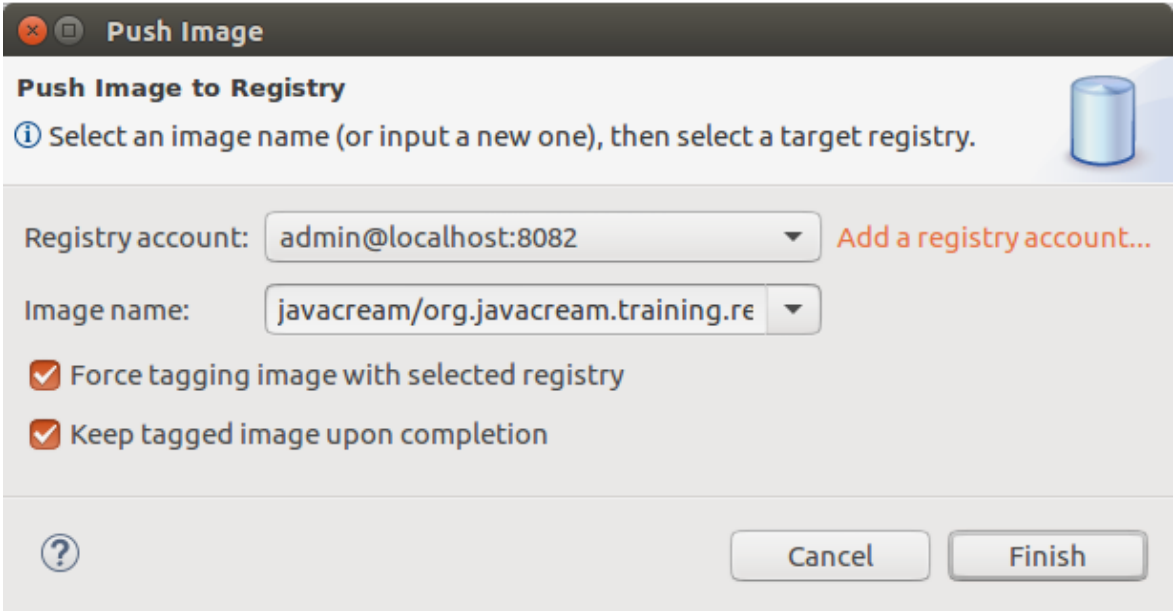 Push Image
Push Image to Registry
Select an image name (or input a new one), then select a target registry.
Registry account: admin@localhost:8082 Add a registry account...
Image name: javacream/org.javacream.training.re
Force tagging image with selected registry
Keep tagged image upon completion
? Cancel Finish